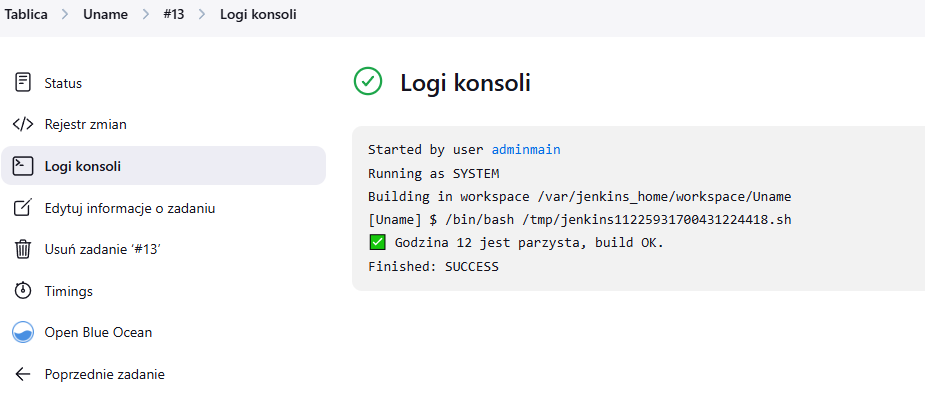 Tablica > Uname > #13 > Logi konsoli
Status
Rejestr zmian
Logi konsoli
Edytuj informacje o zadaniu
Usuń zadanie ‘#13’
Timings
Open Blue Ocean
Poprzednie zadanie
Logi konsoli
Started by user adminmain
Running as SYSTEM
Building in workspace /var/jenkins_home/workspace/Uname
[Uname] $ /bin/bash /tmp/jenkins11225931700431224418.sh
✅ Godzina 12 jest parzysta, build OK.
Finished: SUCCESS